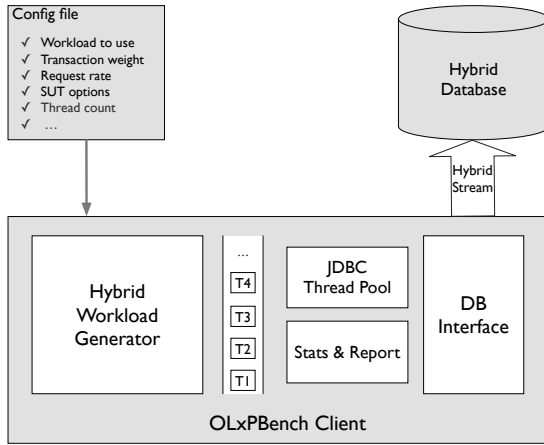 Config file
✓ Workload to use
✓ Transaction weight
✓ Request rate
✓ SUT options
✓ Thread count
✓ ...
Hybrid
Database
Hybrid
Stream
Hybrid
Workload
Generator
...
T4
T3
T2
T1
JDBC
Thread Pool
Stats & Report
DB
Interface
OLxPBench Client